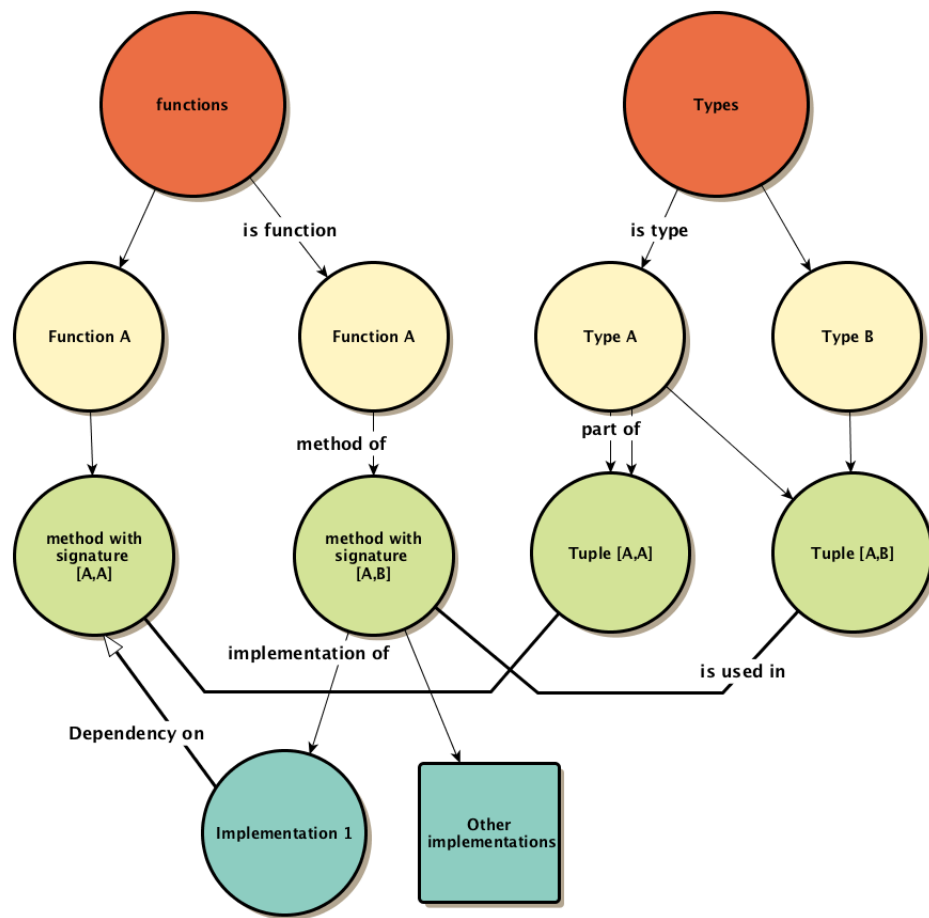 functions
Types
is function
is type
Function A
Function A
Type A
Type B
method of
part of
method with
signature
[A,A]
method with
signature
[A,B]
Tuple [A,A]
Tuple [A,B]
implementation of
is used in
Dependency on
Implementation 1
Other
implementations